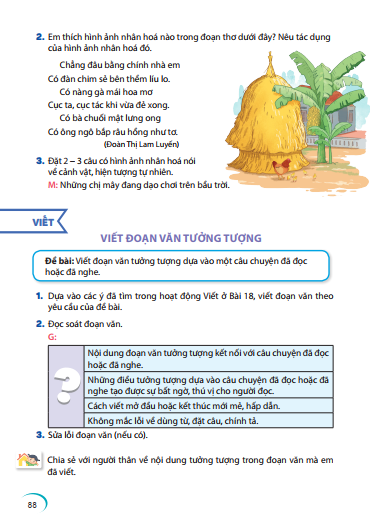 2. Em thích hình ảnh nhân hoá nào trong đoạn thơ dưới đây? Nêu tác dụng
của hình ảnh nhân hoá đó.
Chẳng đâu bằng chính nhà em
Có đàn chim sẻ bên thềm líu lo.
Có nàng gà mái hoa mơ
Cục ta, cục tác khi vừa đẻ xong.
Có bà chuối mật lưng ong
Có ông ngô bắp râu hồng như tơ.
(Đoàn Thị Lam Luyến)
3. Đặt 2 – 3 câu có hình ảnh nhân hoá nói
về cảnh vật, hiện tượng tự nhiên.
M: Những chị mây đang dạo chơi trên bầu trời.
VIẾT
VIẾT ĐOẠN VĂN TƯỞNG TƯỢNG
Đề bài: Viết đoạn văn tưởng tượng dựa vào một câu chuyện đã đọc
hoặc đã nghe.
1. Dựa vào các ý đã tìm trong hoạt động Viết ở Bài 18, viết đoạn văn theo
yêu cầu của đề bài.
2. Đọc soát đoạn văn.
G:
?
Nội dung đoạn văn tưởng tượng kết nối với câu chuyện đã đọc
hoặc đã nghe.
Những điều tưởng tượng dựa vào câu chuyện đã đọc hoặc đã
nghe tạo được sự bất ngờ, thú vị cho người đọc.
Cách viết mở đầu hoặc kết thúc mới mẻ, hấp dẫn.
Không mắc lỗi về dùng từ, đặt câu, chính tả.
3. Sửa lỗi đoạn văn (nếu có).
Chia sẻ với người thân về nội dung tưởng tượng trong đoạn văn mà em
đã viết.
88